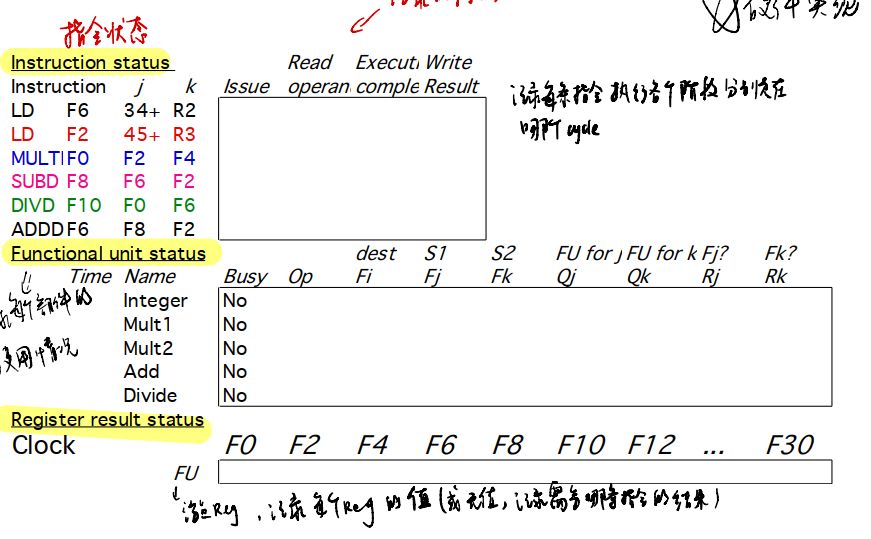 指令状态
Instruction status
Read Executi Write
Instruction j k Issue operan comple Result
LD F6 34+ R2
LD F2 45+ R3
MULTI F0 F2 F4
SUBD F8 F6 F2
DIVD F10 F0 F6
ADDD F6 F8 F2
记录每条指令执行各个阶段分别是在
哪个cycle
Functional unit status
dest S1 S2 FU for j FU for k Fj? Fk?
Time Name Busy Op Fi Fj Fk Qj Qk Rj Rk
Integer No
Mult1 No
Mult2 No
Add No
Divide No
每个部件的
使用情况
Register result status
Clock F0 F2 F4 F6 F8 F10 F12 ... F30
FU
Reg,记录每个Reg的值(或无值,记录需要哪条指令的结果)